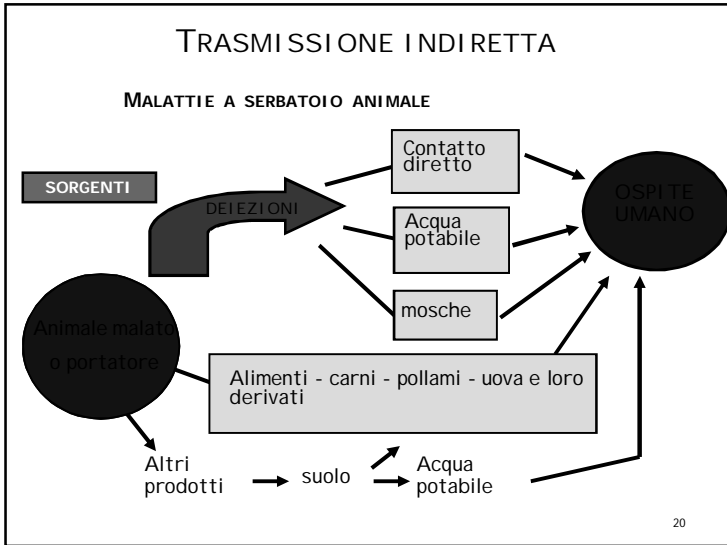 TRASMISSIONE INDIRETTA
MALATTIE A SERBATOIO ANIMALE
Contatto
diretto
SORGENTI
DEIEZIONI
OSPITE
UMANO
Acqua
potabile
mosche
Animale malato
o portatore
Alimenti - carni - pollami - uova e loro
derivati
Altri
prodotti
suolo
Acqua
potabile
20